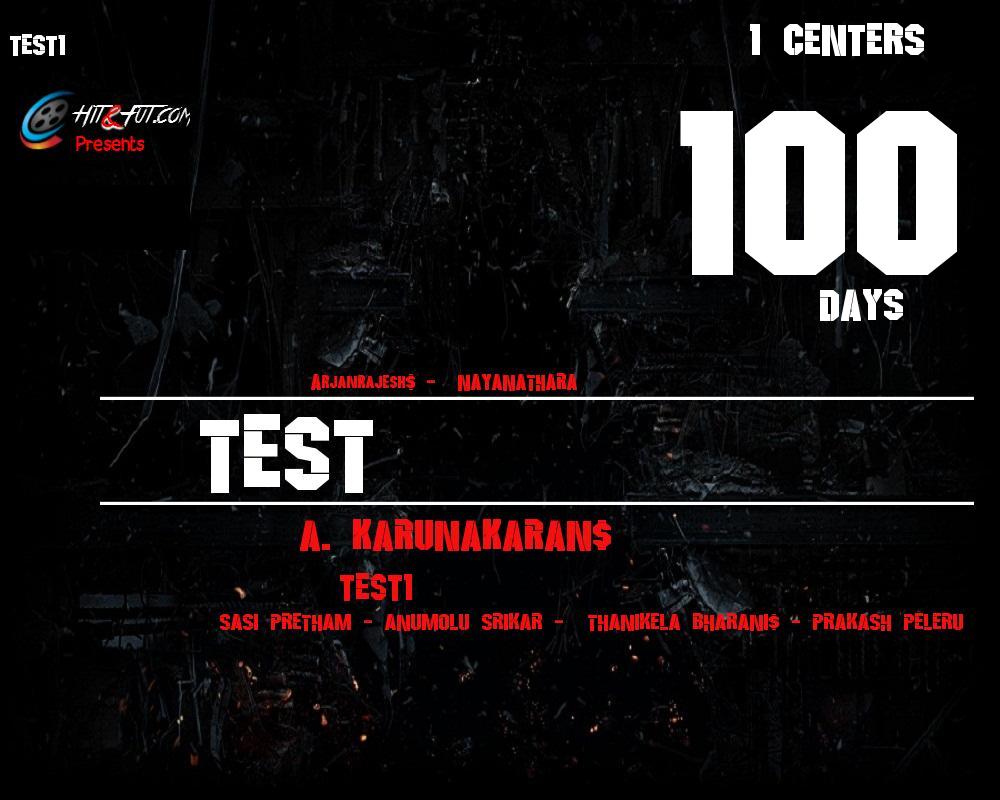 TEST1
1 CENTERS
HIT&FUT.COM
Presents
100
DAYS
ARJANRAJESH$ - NAYANATHARA
TEST
A. KARUNAKARAN$
TEST1
SASI PRETHAM - ANUMOLU SRIKAR - THANIKELA BHARANI$ - PRAKASH PELERU